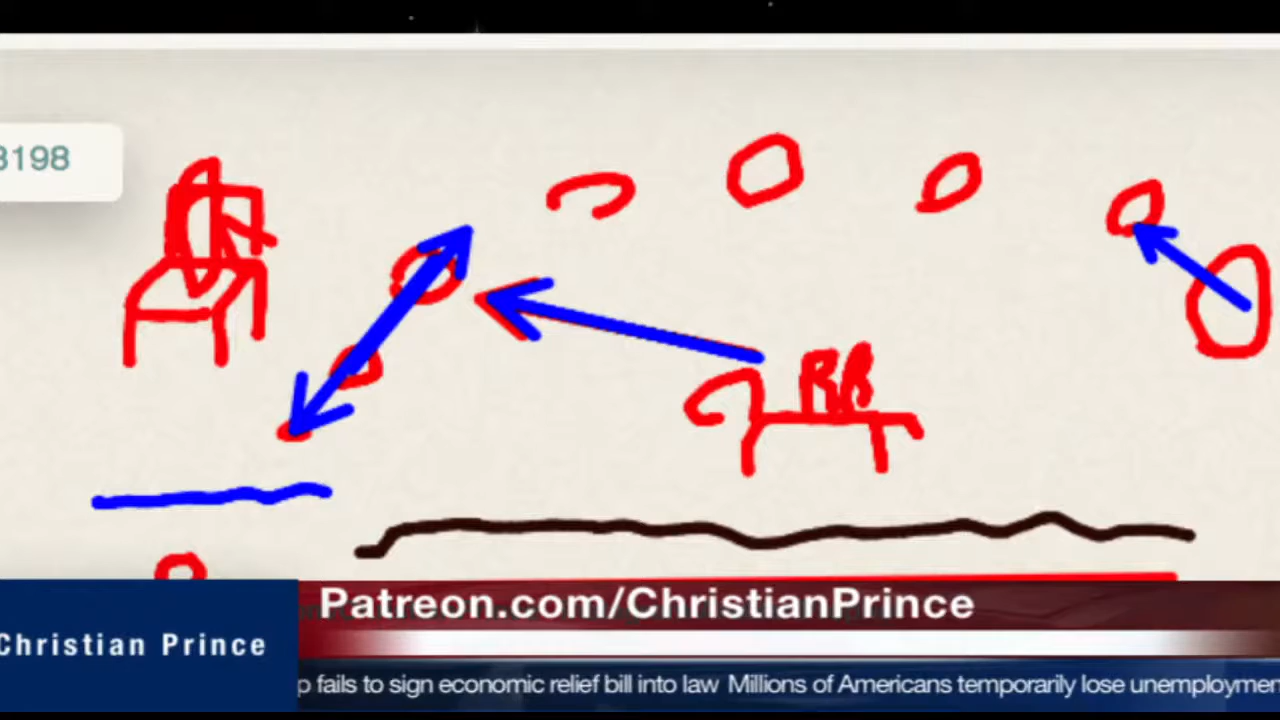 3198
Patreon.com/ChristianPrince
Christian Prince
p fails to sign economic relief bill into law Millions of Americans temporarily lose unemploymen